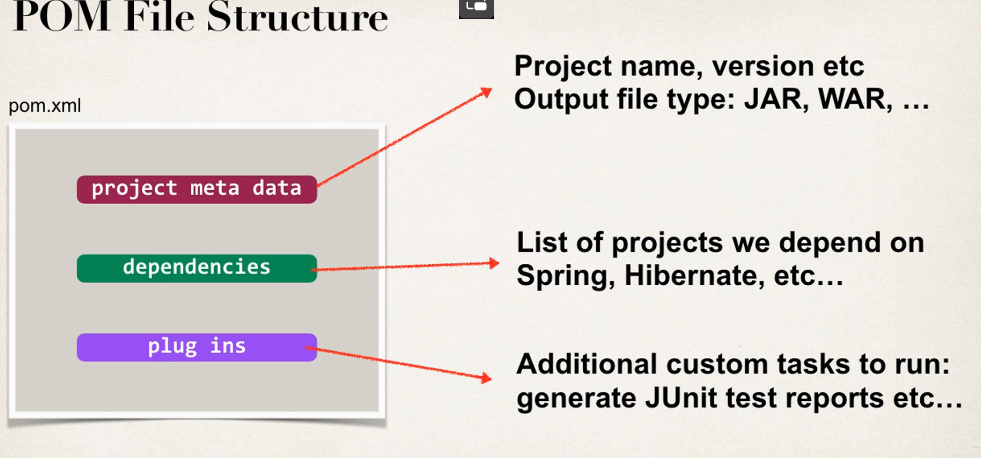 POM File Structure
pom.xml
project meta data
Project name, version etc
Output file type: JAR, WAR, …
dependencies
List of projects we depend on
Spring, Hibernate, etc…
plug ins
Additional custom tasks to run:
generate JUnit test reports etc…